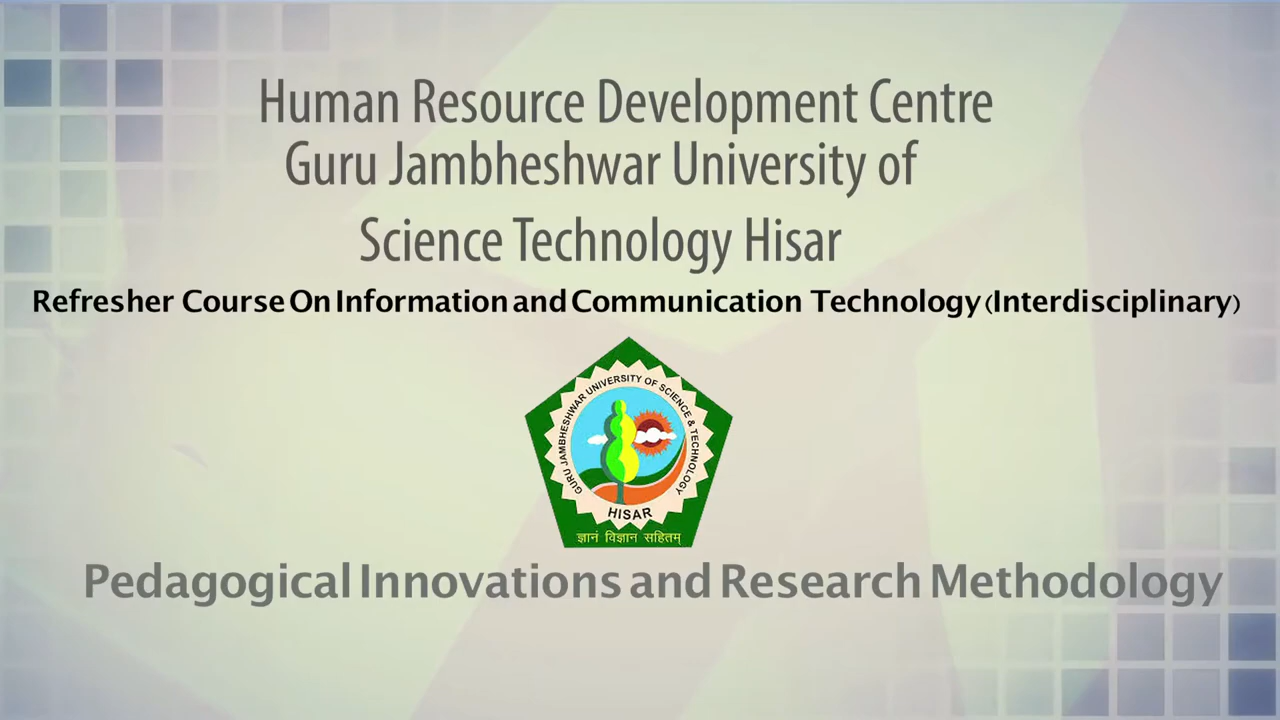 Human Resource Development Centre
Guru Jambheshwar University of
Science Technology Hisar
Refresher Course On Information and Communication Technology (Interdisciplinary)
GURU JAMBHESHWAR UNIVERSITY OF SCIENCE & TECHNOLOGY
HISAR
ज्ञानं विज्ञान सहितम्
Pedagogical Innovations and Research Methodology